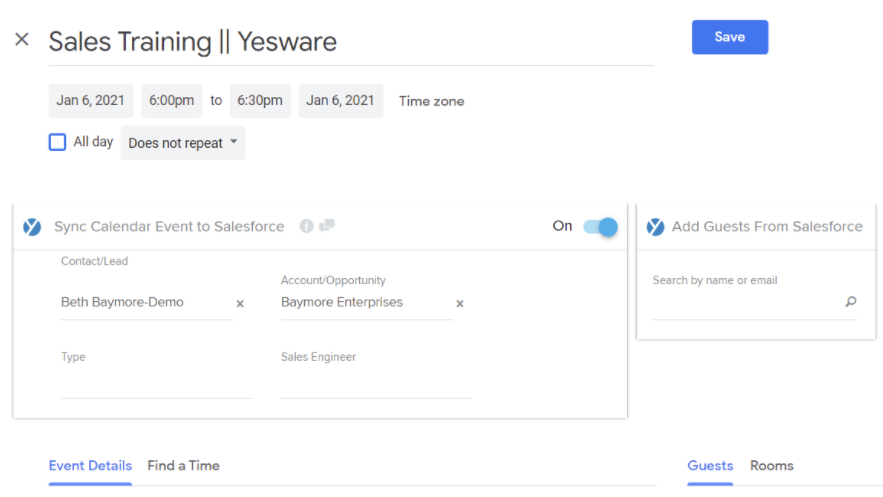 Sales Training || Yesware
Save
Jan 6, 2021 6:00pm to 6:30pm Jan 6, 2021 Time zone
All day Does not repeat
Sync Calendar Event to Salesforce On
Add Guests From Salesforce
Contact/Lead
Beth Baymore-Demo
Account/Opportunity
Baymore Enterprises
Search by name or email
Type
Sales Engineer
Event Details Find a Time
Guests Rooms